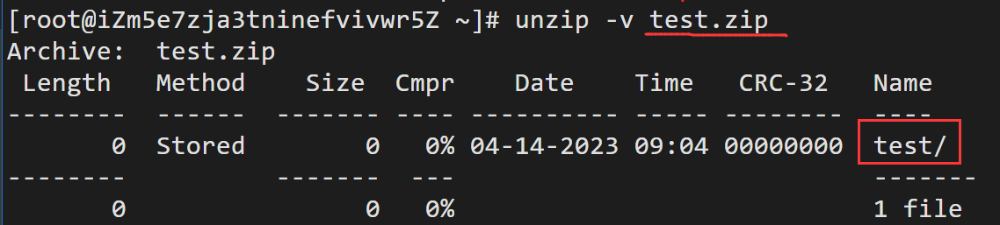 [root@iZm5e7zja3tninefvivwr5Z ~]# unzip -v test.zip
Archive:  test.zip
 Length   Method    Size  Cmpr    Date    Time   CRC-32   Name
--------  ------  ------- ---- ---------- ----- --------  ----
       0  Stored        0   0% 04-14-2023 09:04 00000000  test/
--------          -------  ---                            -------
       0                0   0%                            1 file